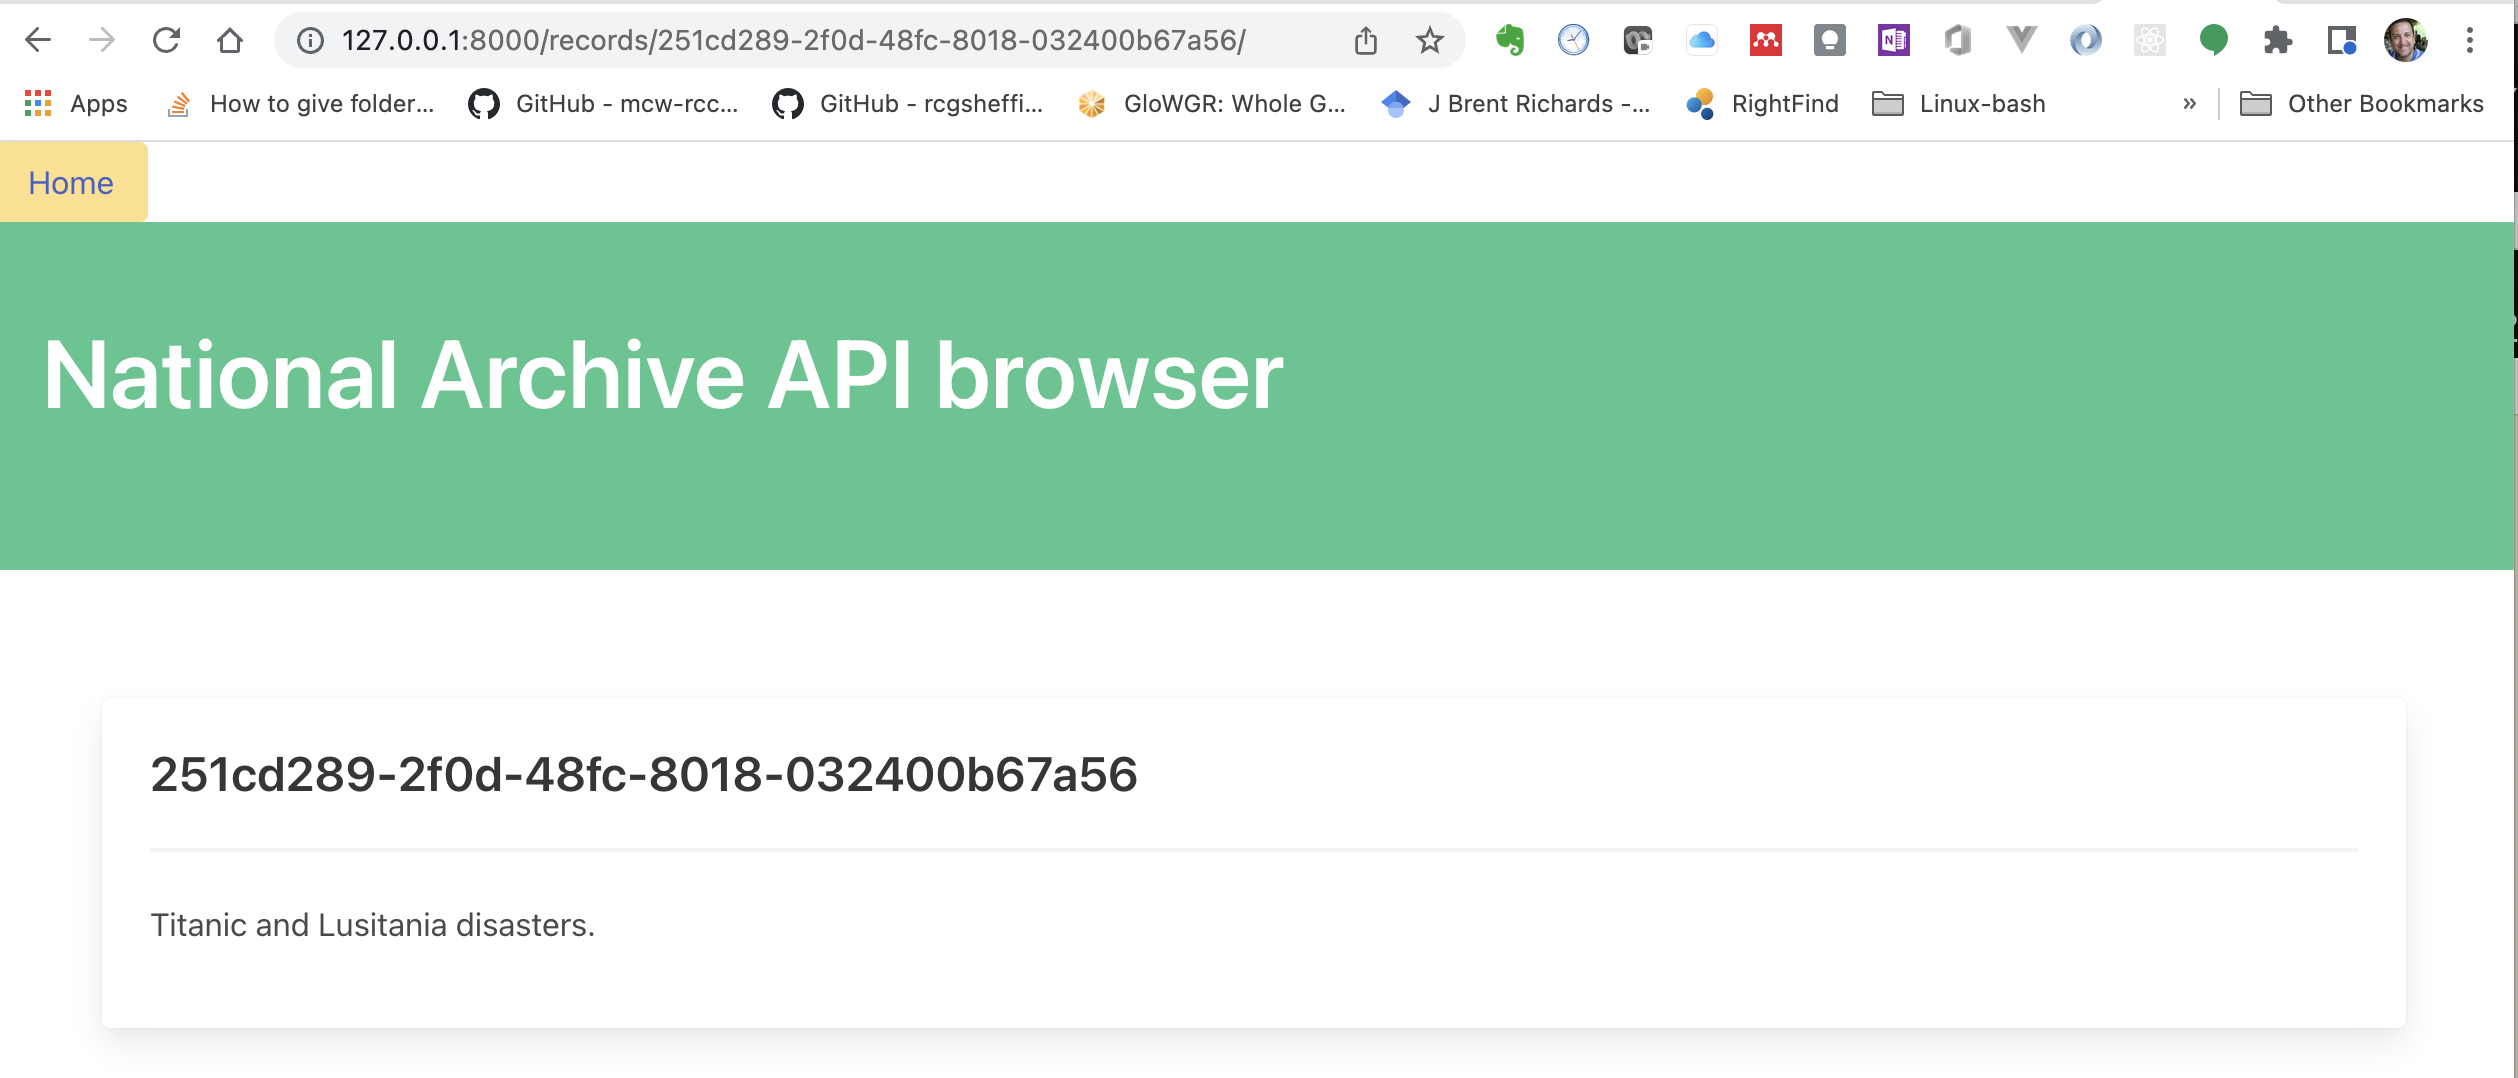 127.0.0.1:8000/records/251cd289-2f0d-48fc-8018-032400b67a56/
Apps How to give folder... GitHub - mcw-rcc... GitHub - rcgsheffi... GloWGR: Whole G... J Brent Richards -... RightFind Linux-bash » Other Bookmarks
Home
National Archive API browser
251cd289-2f0d-48fc-8018-032400b67a56
Titanic and Lusitania disasters.